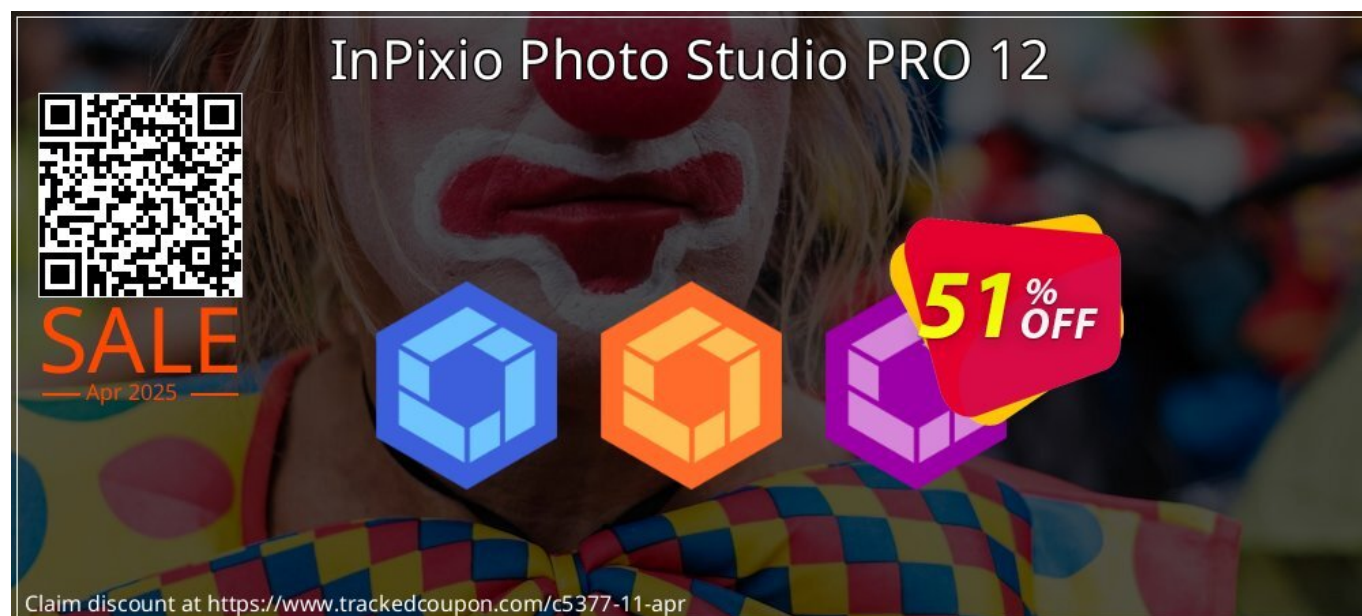 InPixio Photo Studio PRO 12
SALE
Apr 2025
51%
OFF
Claim discount at https://www.trackedcoupon.com/c5377-11-apr